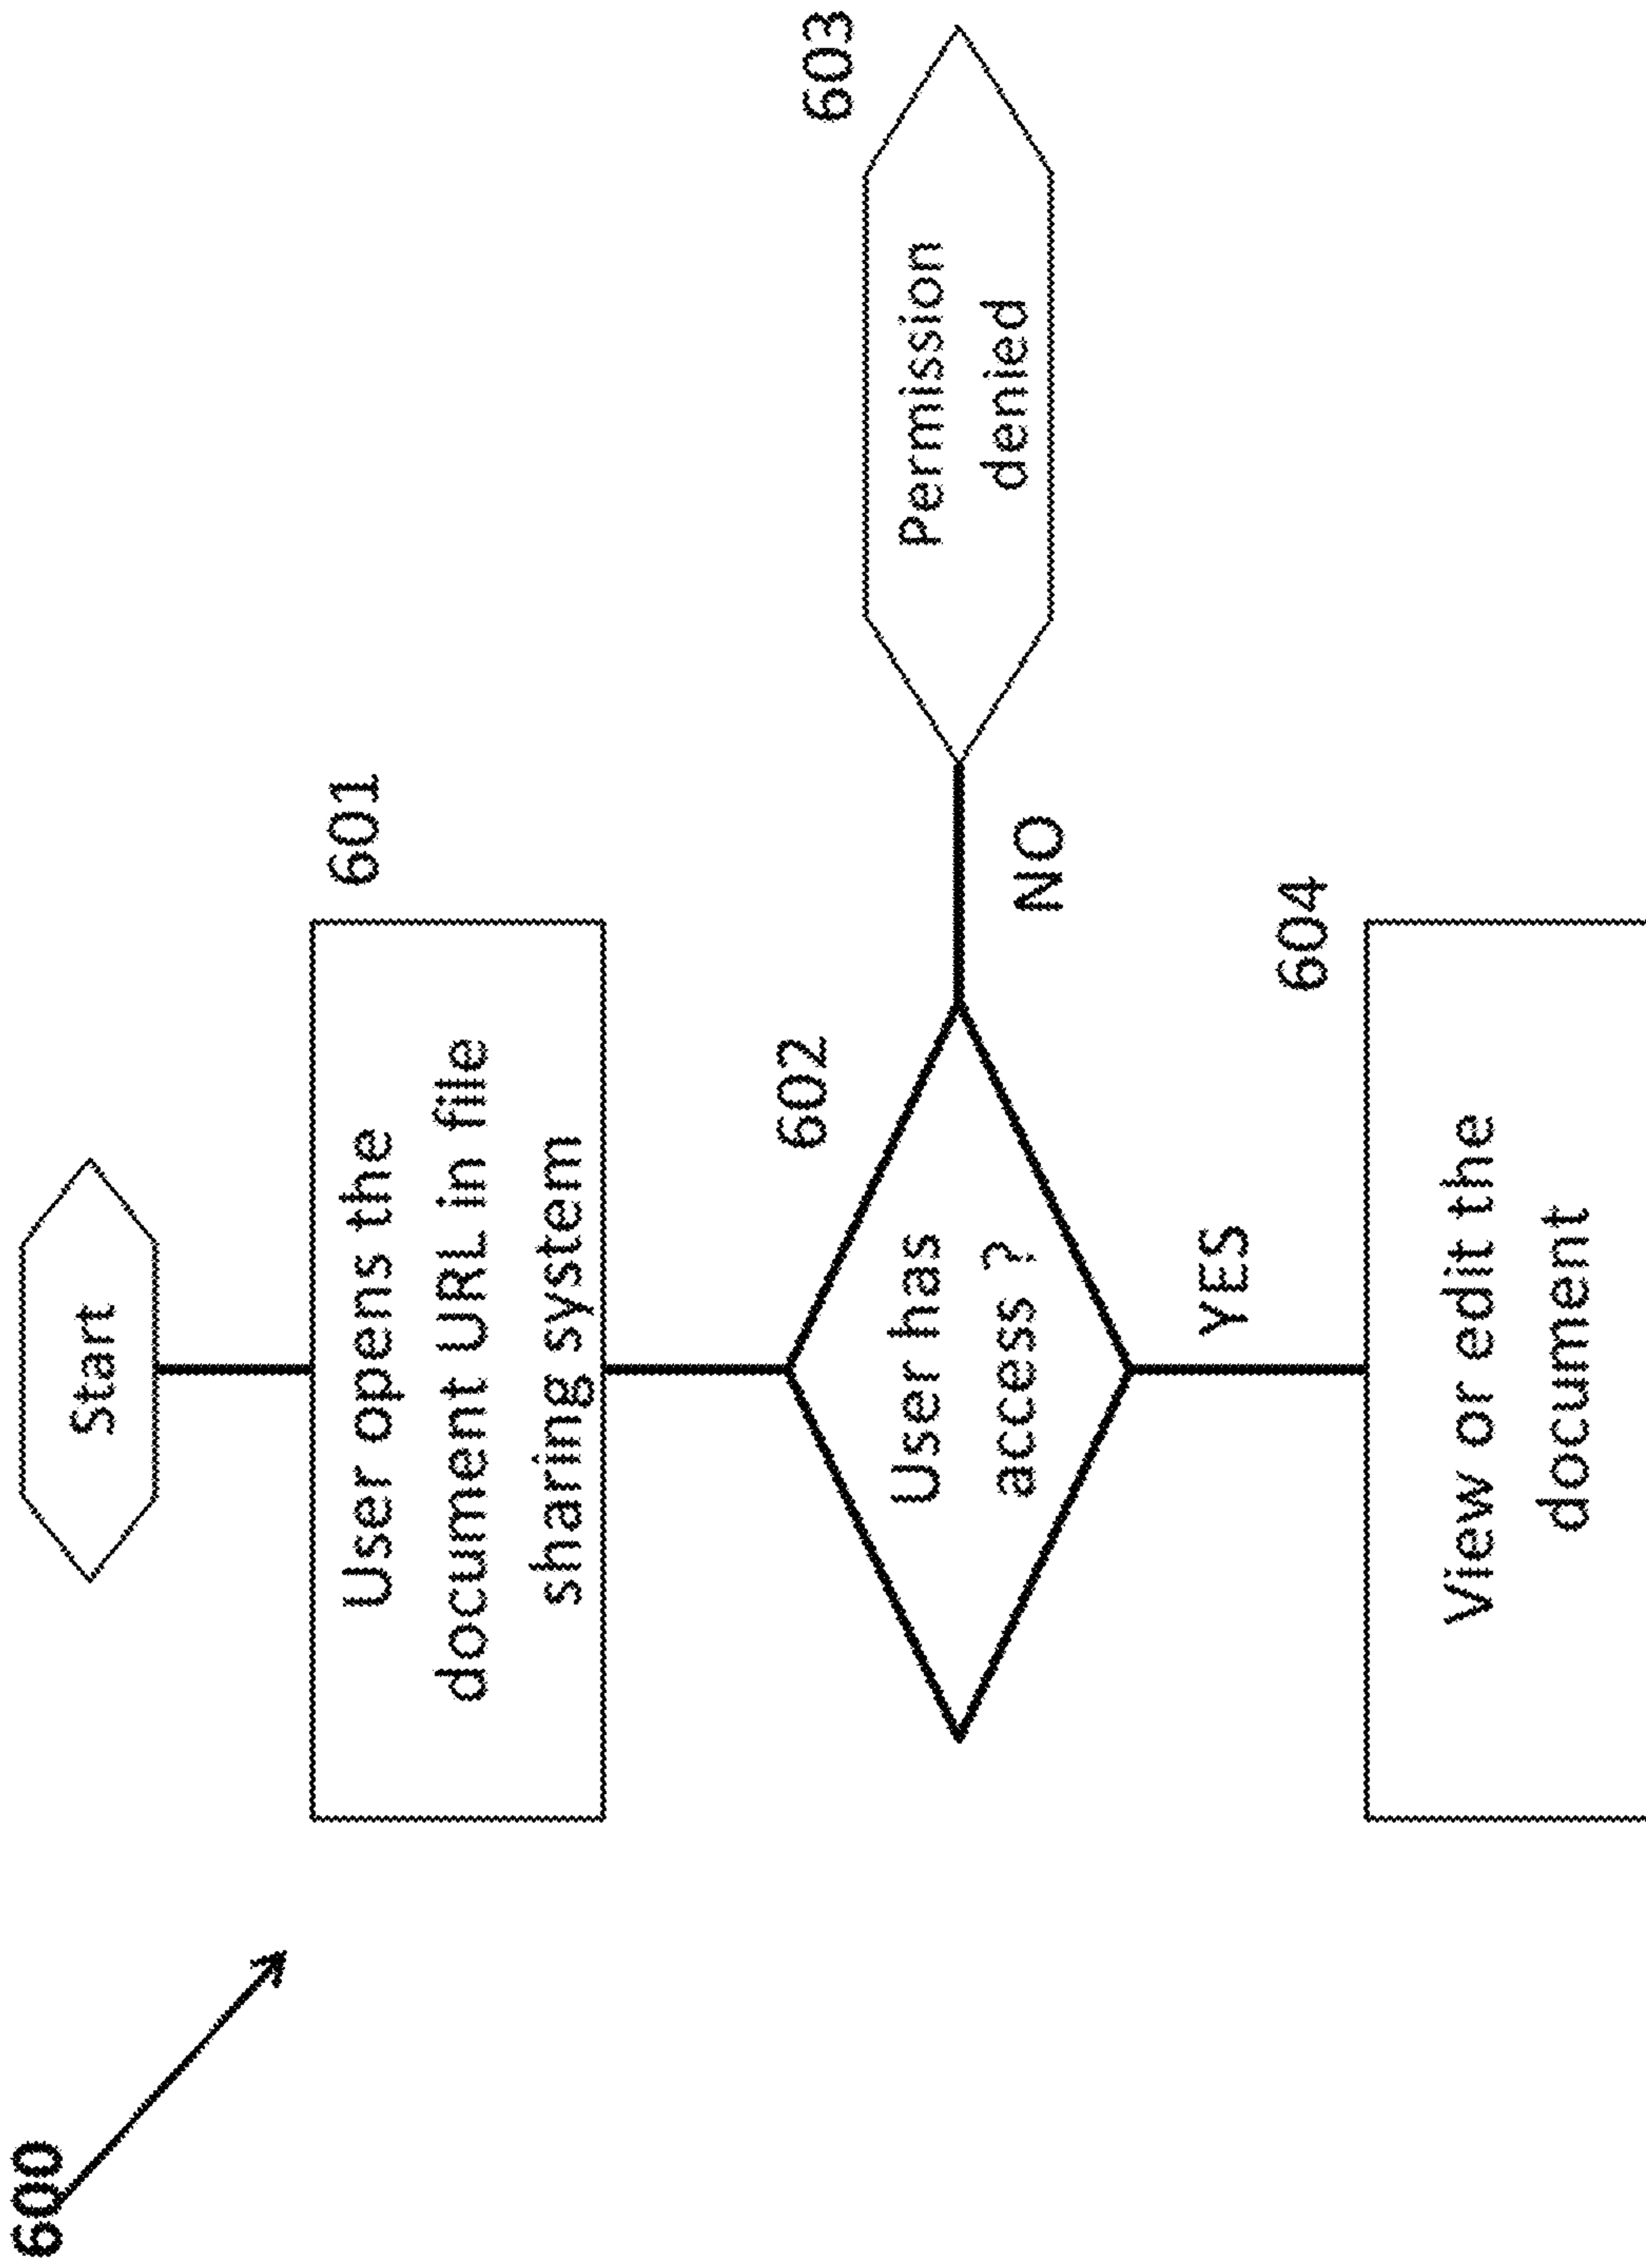 600
Start
601
User opens the
document URL in file
sharing system
602
User has
access ?
603
Permission
denied
NO
YES
604
View or edit the
document